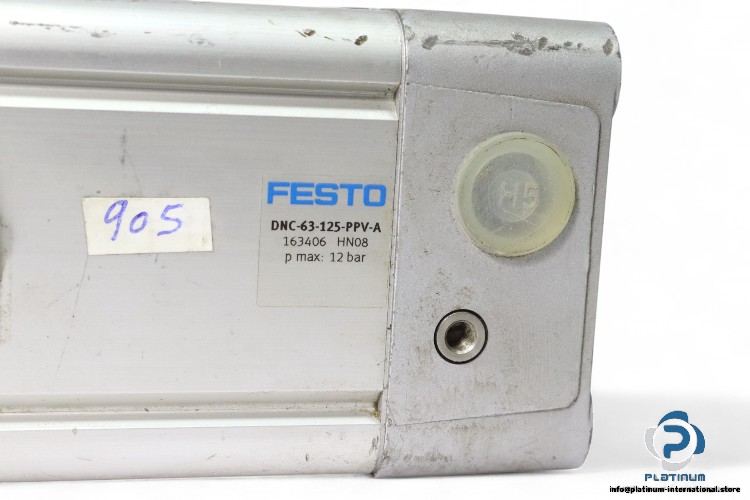 FESTO
DNC-63-125-PPV-A
163406 HN08
p max: 12 bar
905
H5
PLATINUM
info@platinum-international.store